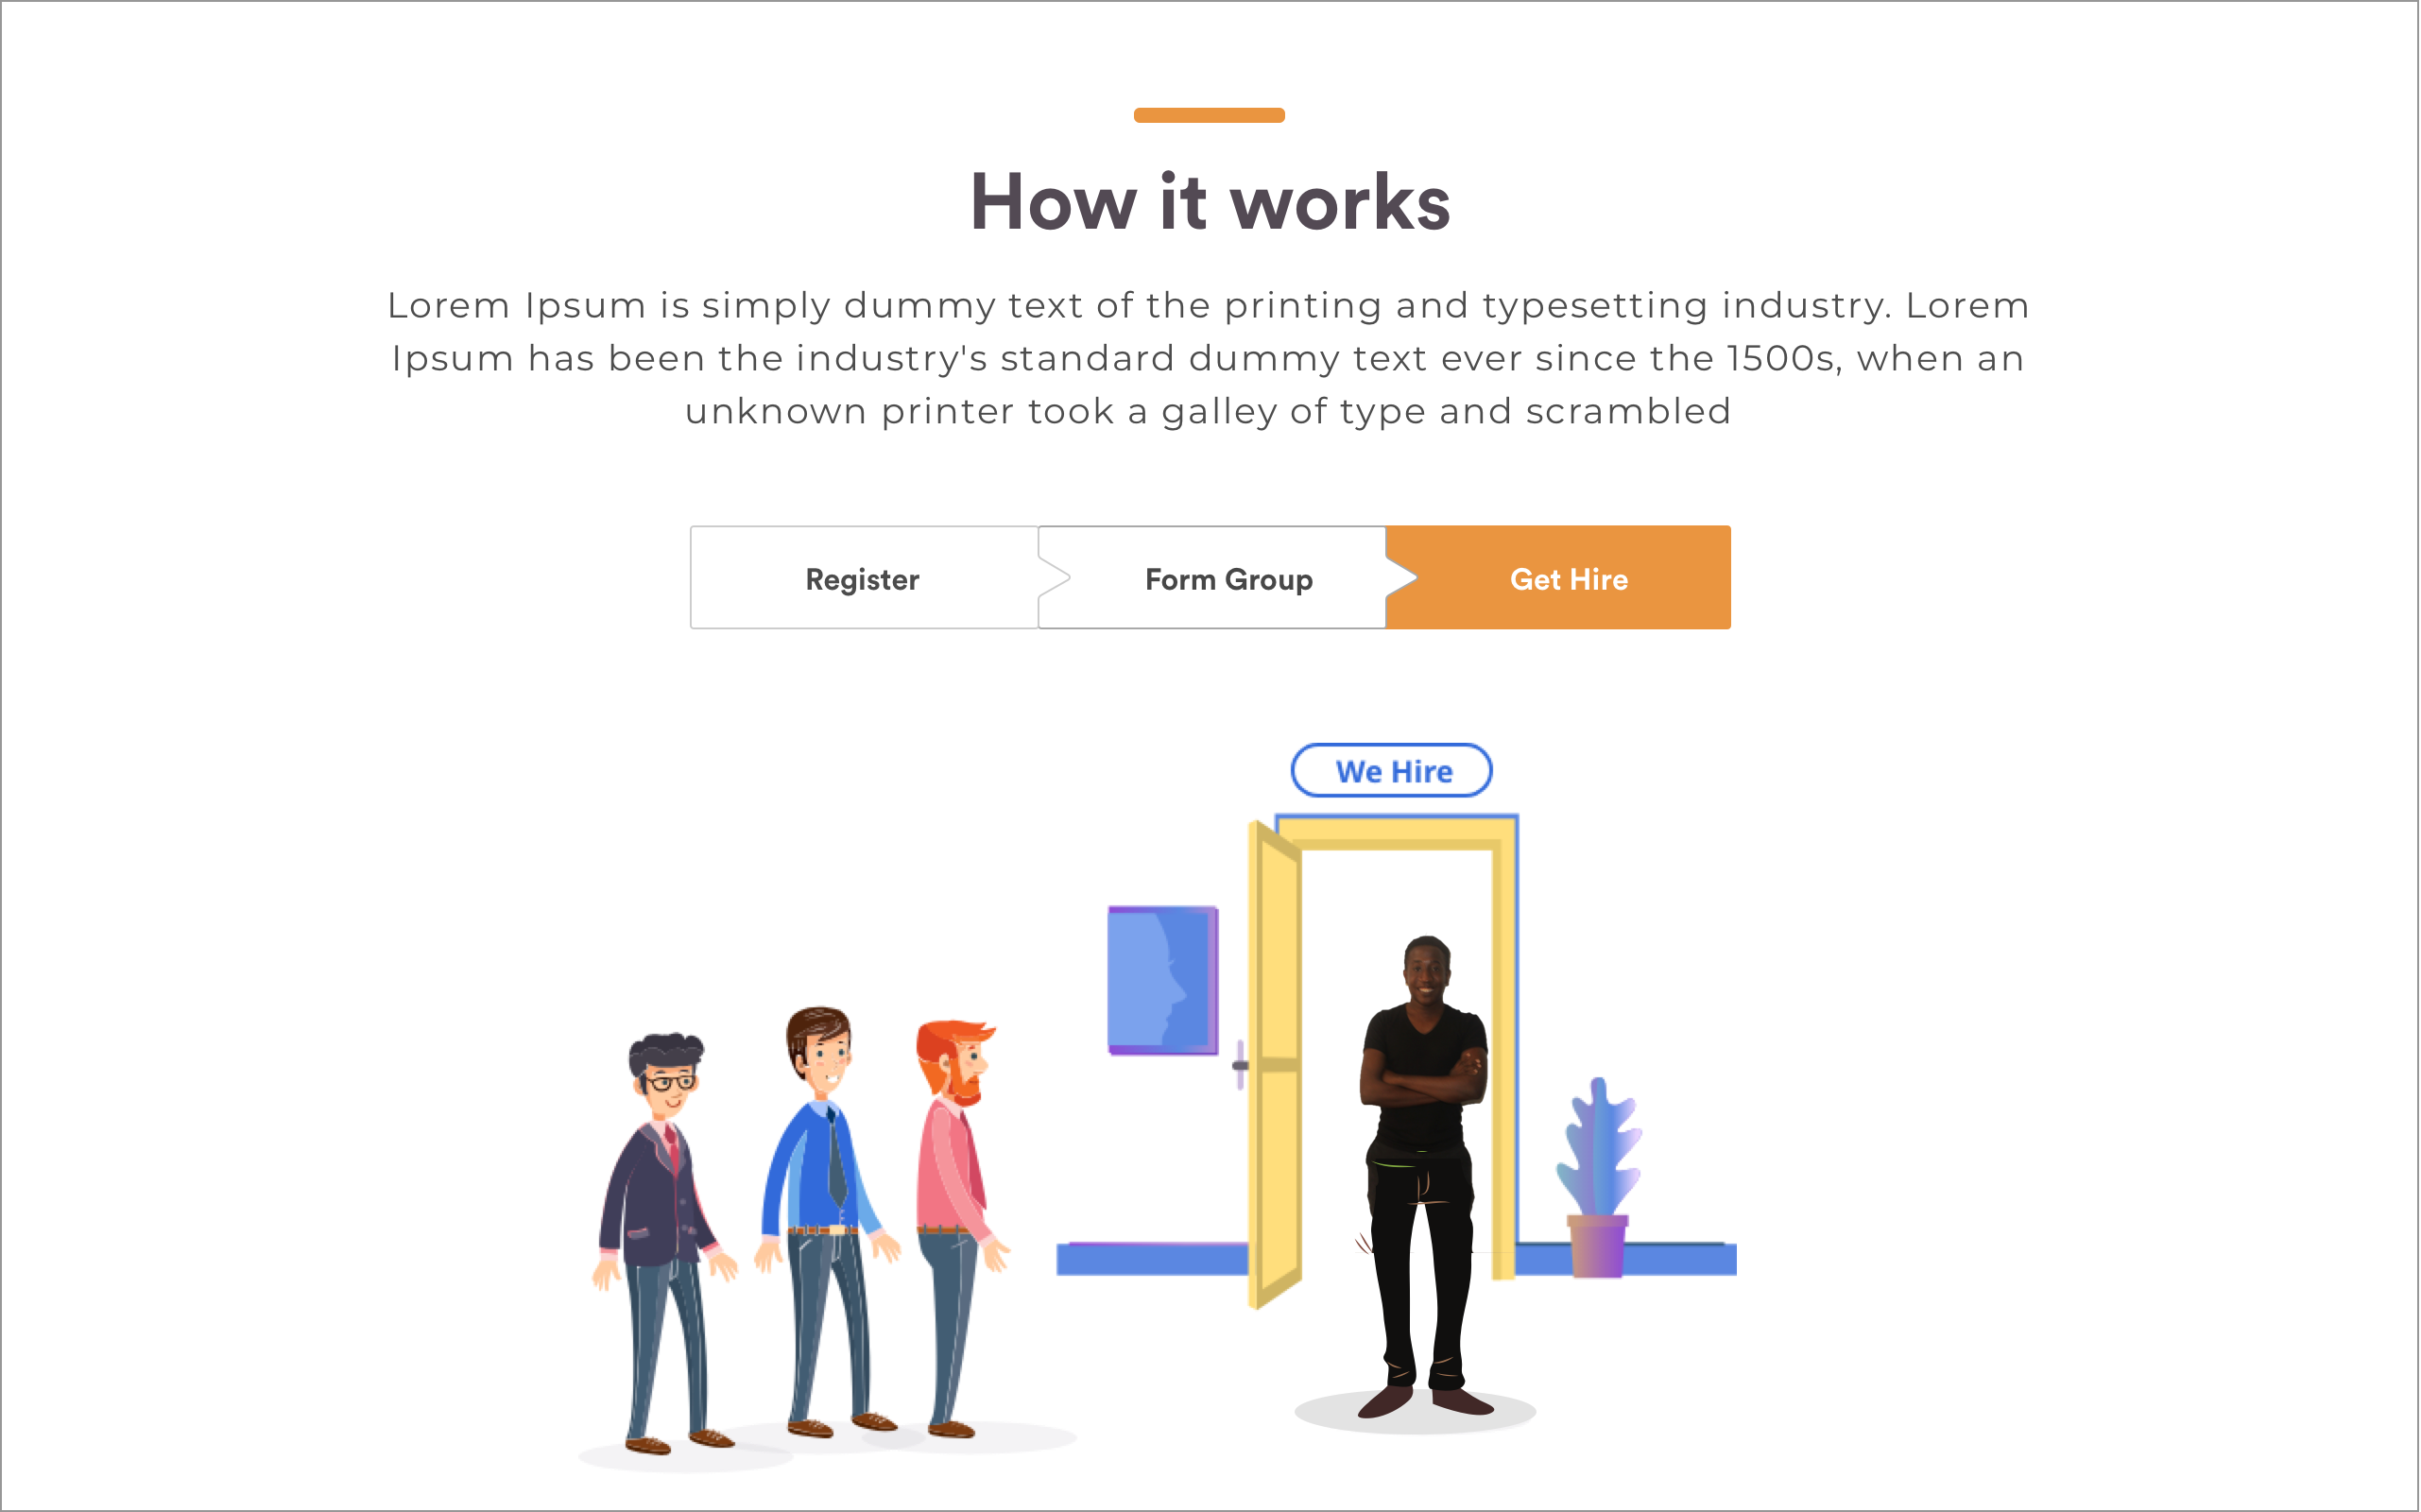 How it works
Lorem Ipsum is simply dummy text of the printing and typesetting industry. Lorem
Ipsum has been the industry's standard dummy text ever since the 1500s, when an
unknown printer took a galley of type and scrambled
Register
Form Group
Get Hire
We Hire